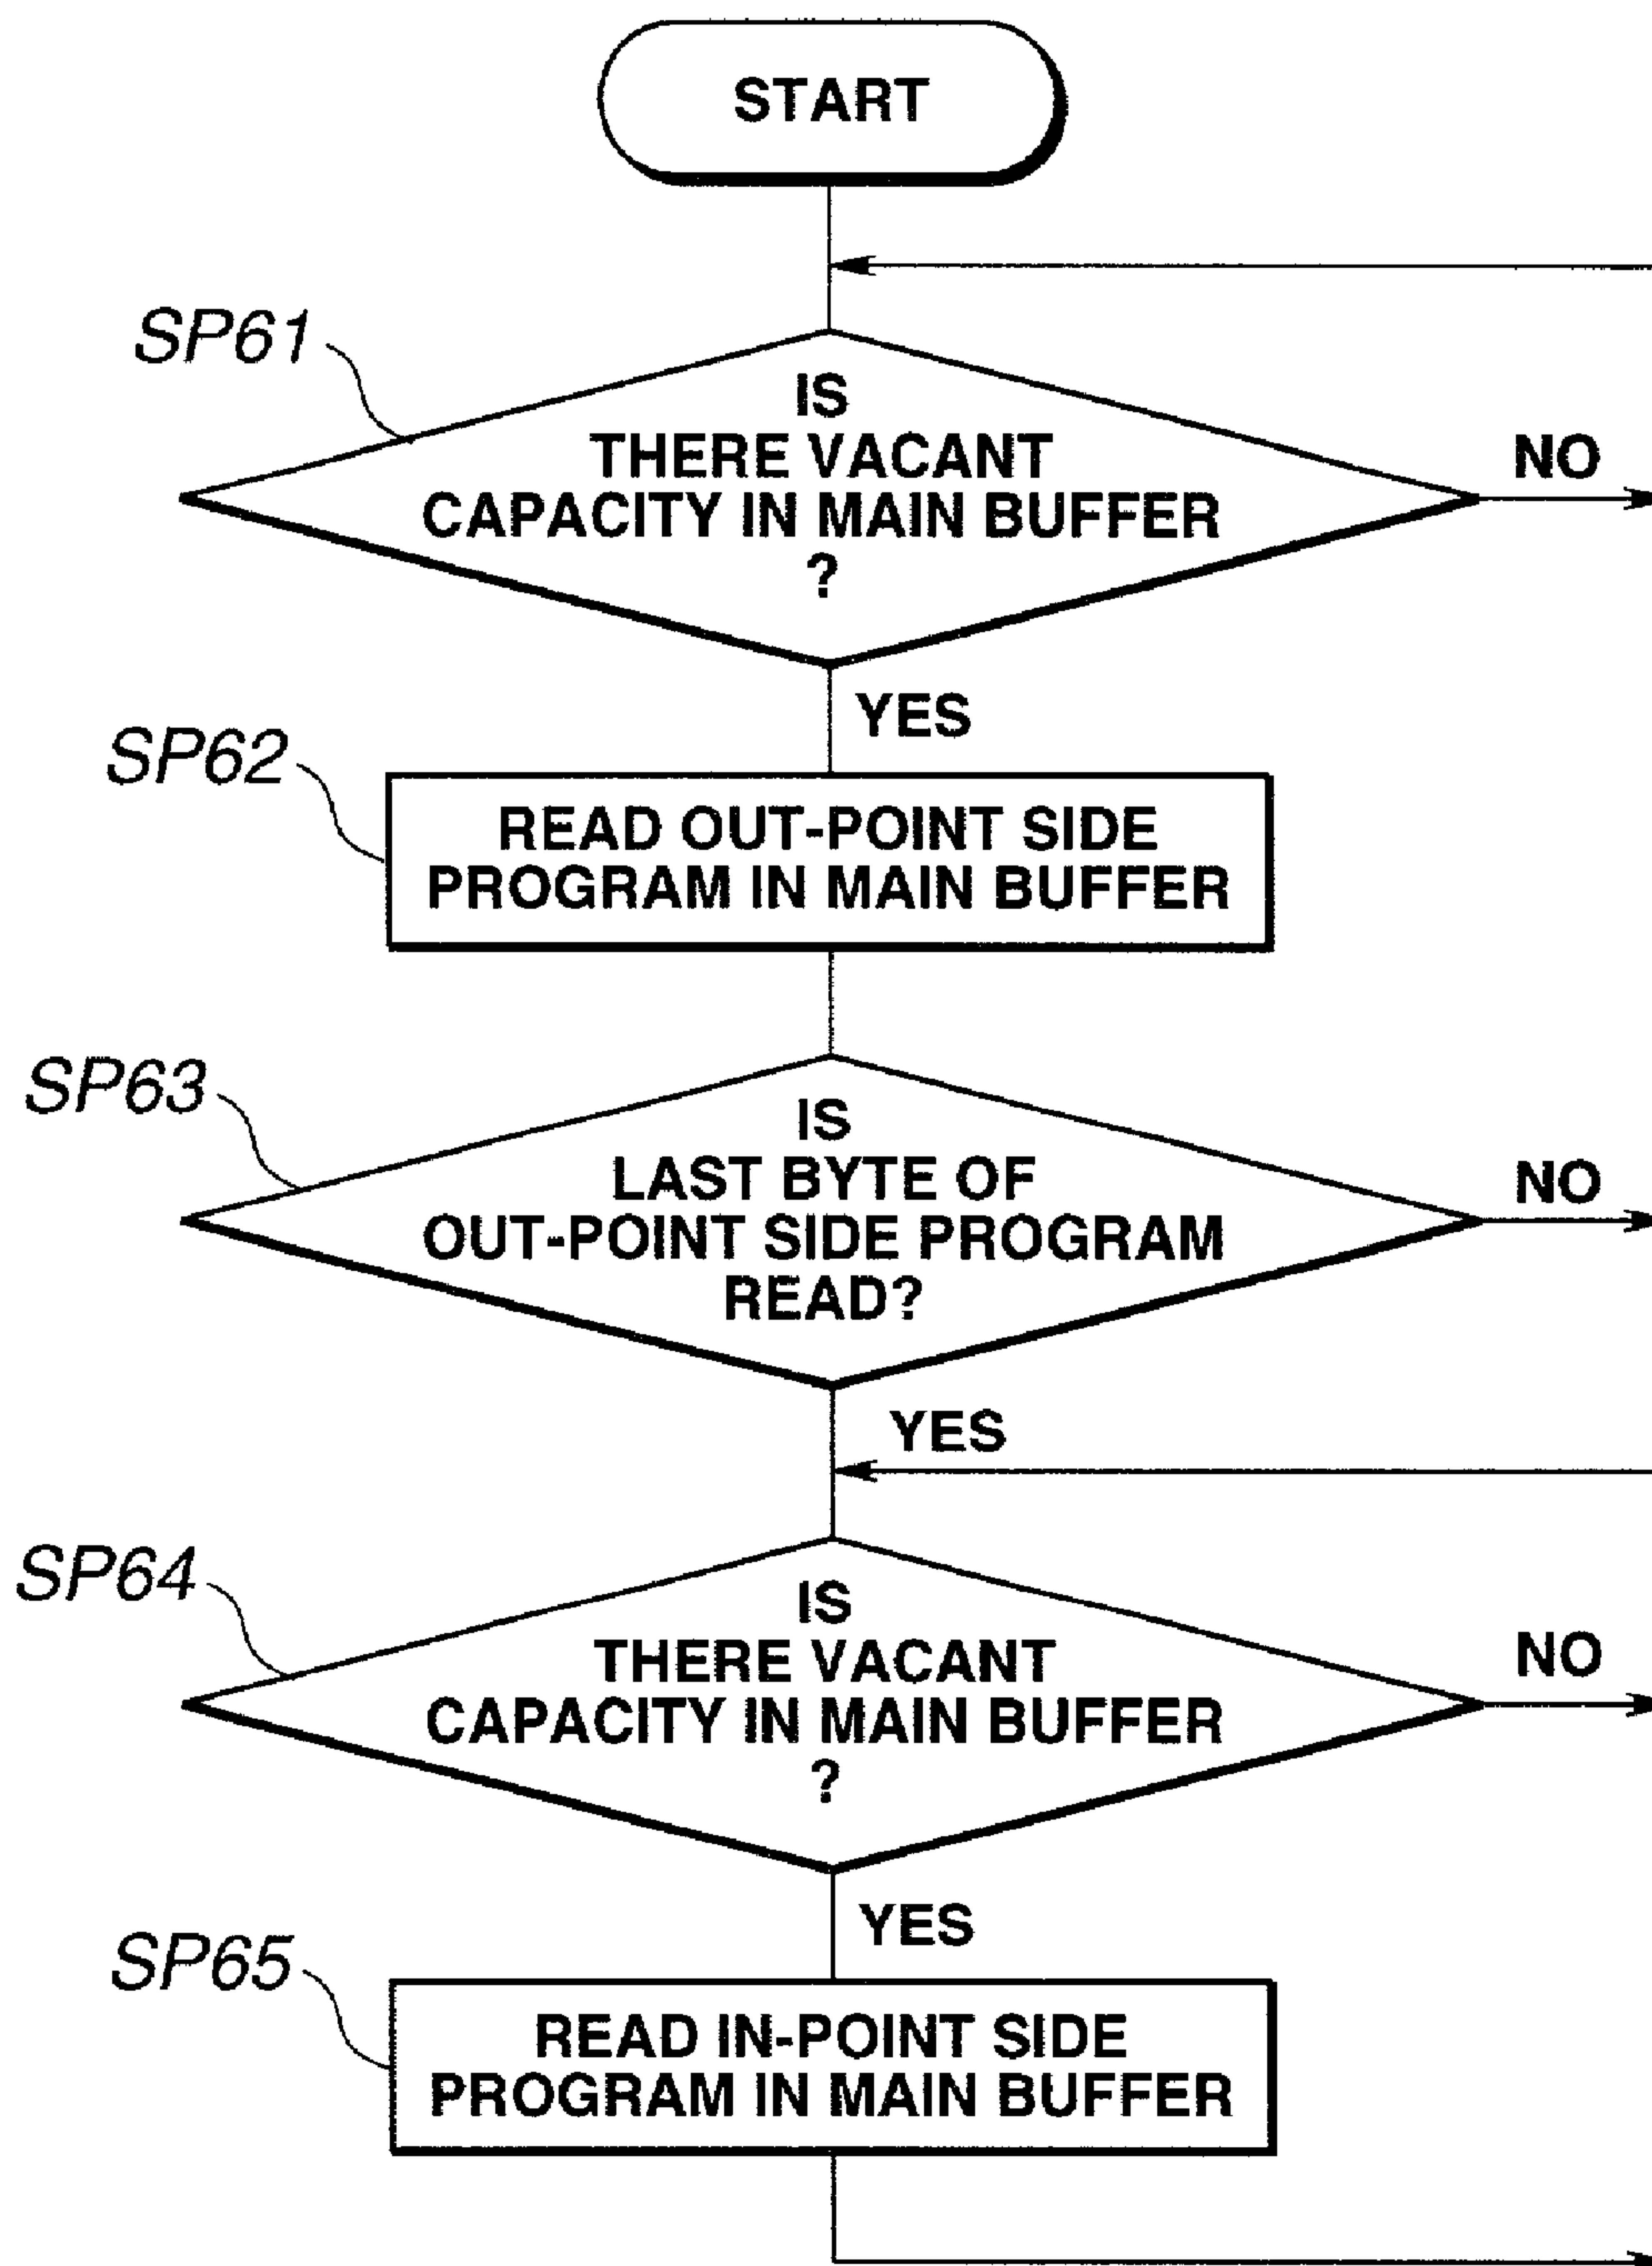 START
SP61
IS
THERE VACANT
CAPACITY IN MAIN BUFFER
?
NO
YES
SP62
READ OUT-POINT SIDE
PROGRAM IN MAIN BUFFER
SP63
IS
LAST BYTE OF
OUT-POINT SIDE PROGRAM
READ?
NO
YES
SP64
IS
THERE VACANT
CAPACITY IN MAIN BUFFER
?
NO
YES
SP65
READ IN-POINT SIDE
PROGRAM IN MAIN BUFFER